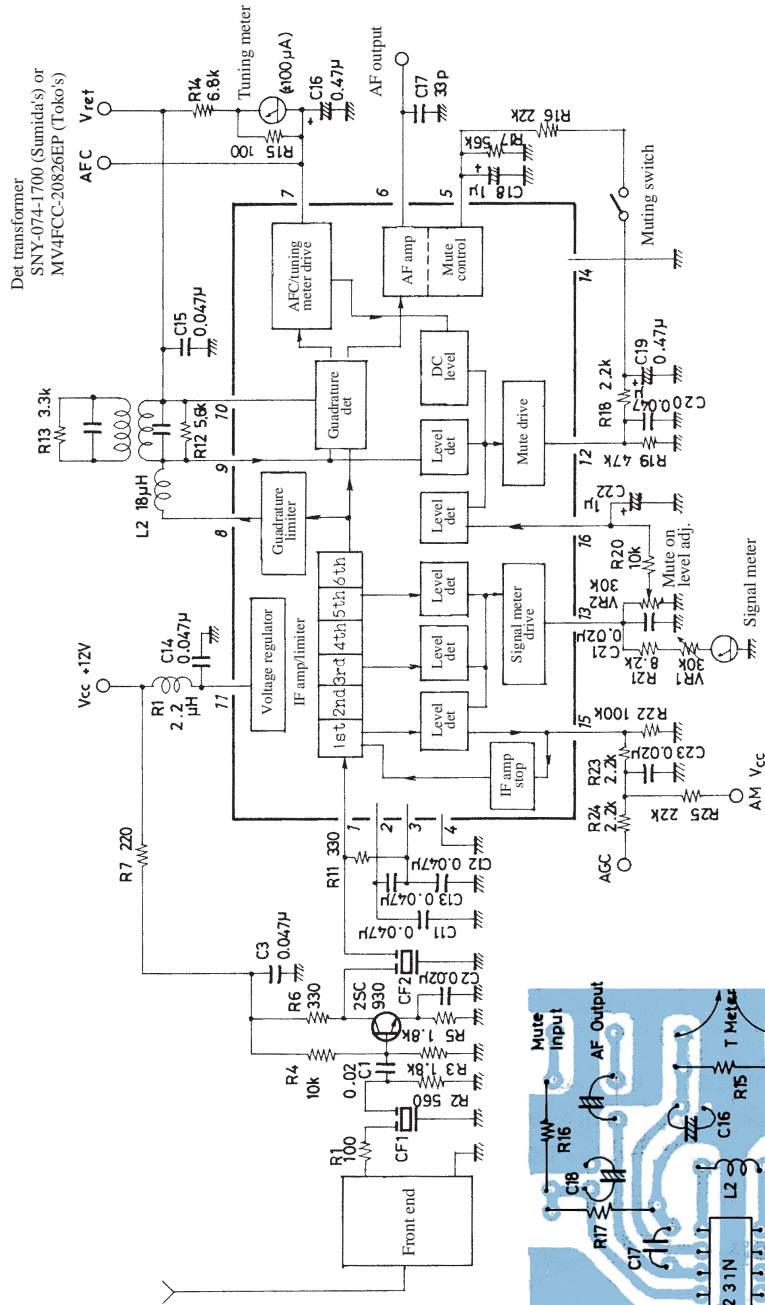 Det transformer
SNY-074-1700 (Sumida's) or
MV4FCC-20826EP (Toko's)
Vcc +12V
R13 3.3k
C15
0.047μ
AFC
Vref
R14
6.8k
Tuning meter
(±100μA)
R15
100
C16
0.47μ
R7 220
R1
2.2
μH
C14
0.047μ
L2 18μH
R12 5.6k
11
8
9
10
7
Voltage regulator
IF amp/limiter
1st
2nd
3rd
4th
5th
6th
Guadrature
limiter
Guadrature
det
AFC/tuning
meter drive
AF amp
Mute
control
AF output
6
C17
33p
5
C18 1μ
R17
56k
R16 22k
Level
det
Level
det
Level
det
Level
det
Level
det
DC
level
IF amp
stop
Signal meter
drive
Mute drive
Muting switch
14
1
2
3
4
15
13
16
12
C3
0.047μ
R6
330
R4
10k
2SC
930
R11 330
CF2
C2 0.02μ
R5 1.8k
R3 1.8k
C1
0.02
R2 560
CF1
R1
100
Front end
C11
0.047μ
C13 0.047μ
C12 0.047μ
R22 100k
C23 0.02μ
R23
2.2k
R24
2.2k
R25
22k
AGC
AM Vcc
C21
0.02μ
R21
8.2k
VR1
30k
Signal meter
VR2
30k
Mute on
level adj.
R20
10k
C22
1μ
R19 47k
C20 0.047μ
R18 2.2k
C19
0.47μ
Mute
Input
R16
AF Output
C18
R17
C17
C16
T Meter
R15
L2
231N